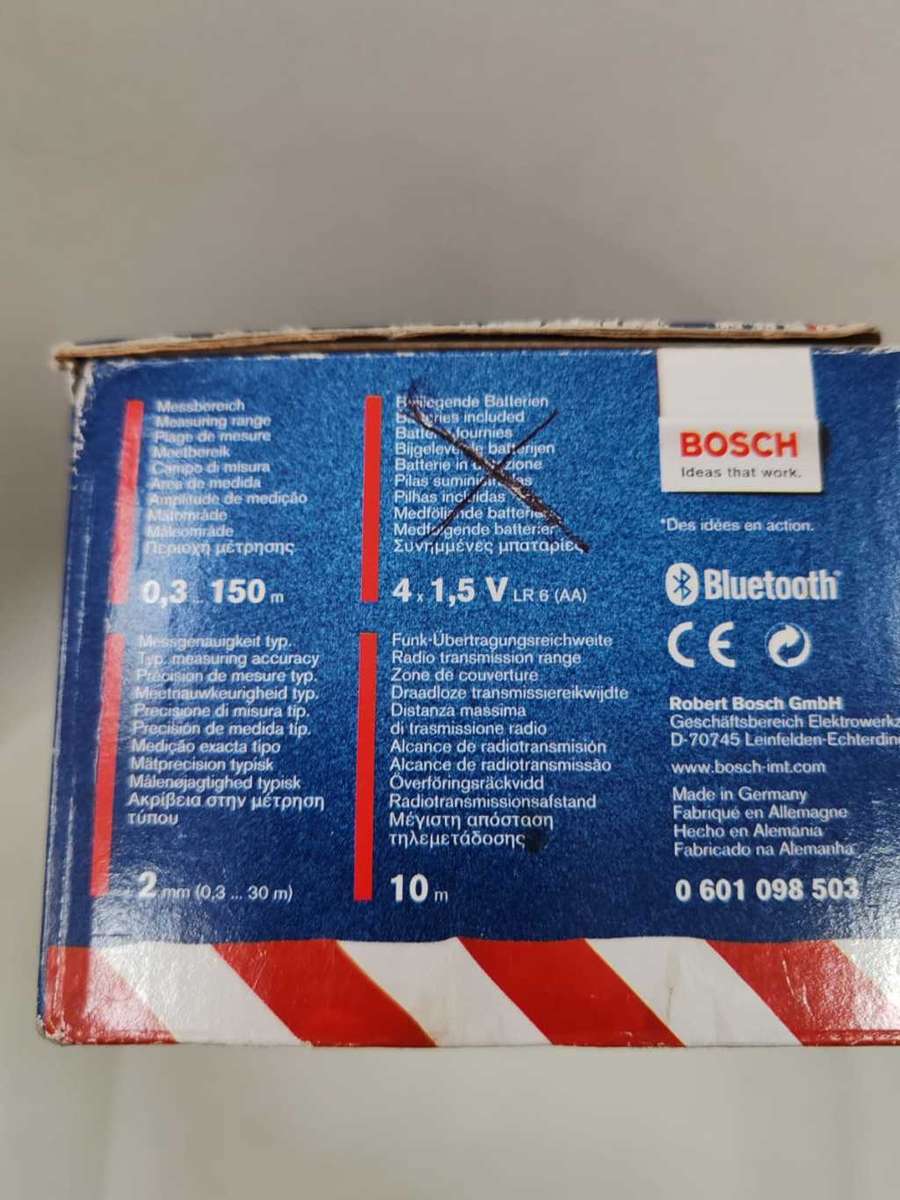 Messbereich
Measuring range
Plage de mesure
Meetbereik
Campo di misura
Área de medida
Amplitude de medição
Mätområde
Måleområde
Περιοχή μέτρησης
0,3 ... 150 m
Beiliegende Batterien
Batteries included
Batteries fournies
Bijgeleverde batterijen
Batterie in dotazione
Pilas suministradas
Pilhas incluídas
Medföljande batterier
Medfølgende batterier
Συνημμένες μπαταρίες
4 x 1,5 V LR 6 (AA)
Messgenauigkeit typ.
Typ. measuring accuracy
Précision de mesure typ.
Meetnauwkeurigheid typ.
Precisione di misura tip.
Precisión de medida tip.
Medição exacta tipo
Mätprecision typisk
Målenøjagtighed typisk
Ακρίβεια στην μέτρηση
τύπου
2 mm (0,3 ... 30 m)
Funk-Übertragungsreichweite
Radio transmission range
Zone de couverture
Draadloze transmissiereikwijdte
Distanza massima
di trasmissione radio
Alcance de radiotransmisión
Alcance de radiotransmissão
Överföringsräckvidd
Radiotransmissionsafstand
Μέγιστη απόσταση
τηλεμετάδοσης
10 m
BOSCH
Ideas that work.
*Des idées en action.
Bluetooth®
CE
Robert Bosch GmbH
Geschäftsbereich Elektrowerkz
D-70745 Leinfelden-Echterdin
www.bosch-imt.com
Made in Germany
Fabriqué en Allemagne
Hecho en Alemania
Fabricado na Alemanha
0 601 098 503